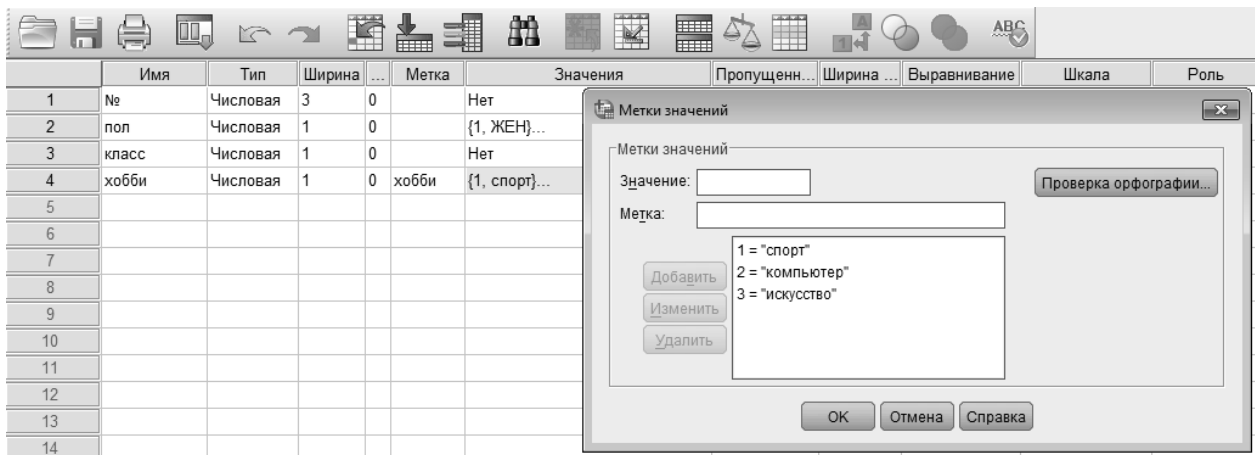 ABC
A
1
Имя Тип Ширина ... Метка Значения Пропущенн... Ширина ... Выравнивание Шкала Роль
1 № Числовая 3 0 Нет
2 пол Числовая 1 0 {1, ЖЕН}...
3 класс Числовая 1 0 Нет
4 хобби Числовая 1 0 хобби {1, спорт}...
5
6
7
8
9
10
11
12
13
14
Метки значений
Метки значений
Значение:
Проверка орфографии...
Метка:
1 = "спорт"
2 = "компьютер"
3 = "искусство"
Добавить
Изменить
Удалить
OK Отмена Справка